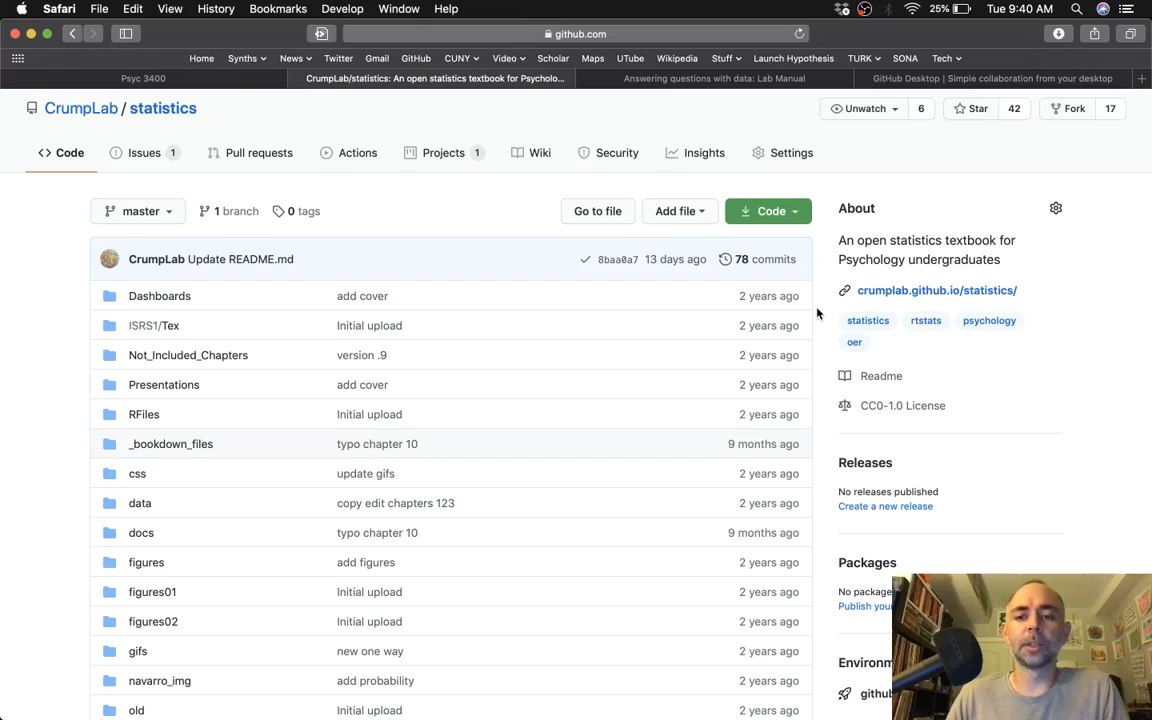 Safari File Edit View History Bookmarks Develop Window Help 25% Tue 9:40 AM
github.com
Home Synths News Twitter Gmail GitHub CUNY Video Scholar Maps UTube Wikipedia Stuff Launch Hypothesis TURK SONA Tech
Psyc 3400 CrumpLab/statistics: An open statistics textbook for Psycholo... Answering questions with data: Lab Manual GitHub Desktop | Simple collaboration from your desktop
CrumpLab / statistics Unwatch 6 Star 42 Fork 17
Code Issues 1 Pull requests Actions Projects 1 Wiki Security Insights Settings
master 1 branch 0 tags Go to file Add file Code
About
An open statistics textbook for
Psychology undergraduates
crumplab.github.io/statistics/
statistics rtstats psychology
oer
Readme
CC0-1.0 License
Releases
No releases published
Create a new release
Packages
No package
Publish you
Environm
githu
CrumpLab Update README.md 8baa0a7 13 days ago 78 commits
Dashboards add cover 2 years ago
ISRS1/Tex Initial upload 2 years ago
Not_Included_Chapters version .9 2 years ago
Presentations add cover 2 years ago
RFiles Initial upload 2 years ago
_bookdown_files typo chapter 10 9 months ago
css update gifs 2 years ago
data copy edit chapters 123 2 years ago
docs typo chapter 10 9 months ago
figures add figures 2 years ago
figures01 Initial upload 2 years ago
figures02 Initial upload 2 years ago
gifs new one way 2 years ago
navarro_img add probability 2 years ago
old Initial upload 2 years ago